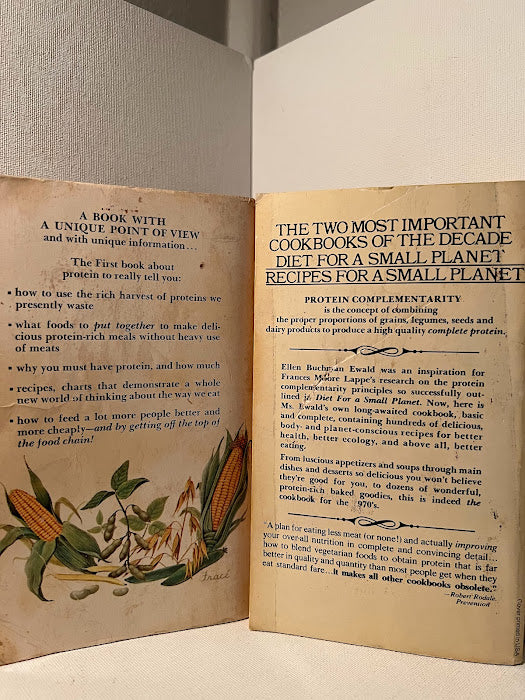 A BOOK WITH
A UNIQUE POINT OF VIEW
and with unique information...
The First book about
protein to really tell you:
▪ how to use the rich harvest of proteins we
presently waste
▪ what foods to put together to make deli-
cious protein-rich meals without heavy use
of meats
▪ why you must have protein, and how much
▪ recipes, charts that demonstrate a whole
new world of thinking about the way we eat
▪ how to feed a lot more people better and
more cheaply—and by getting off the top of
the food chain!
THE TWO MOST IMPORTANT
COOKBOOKS OF THE DECADE
DIET FOR A SMALL PLANET
RECIPES FOR A SMALL PLANET
PROTEIN COMPLEMENTARITY
is the concept of combining
the proper proportions of grains, legumes, seeds and
dairy products to produce a high quality complete protein.
Ellen Buchman Ewald was an inspiration for
Frances Moore Lappe's research on the protein
complementarity principles so successfully out-
lined in Diet For a Small Planet. Now, here is
Ms. Ewald's own long-awaited cookbook, basic
and complete, containing hundreds of delicious,
body- and planet-conscious recipes for better
health, better ecology, and above all, better
eating.
From luscious appetizers and soups through main
dishes and desserts so delicious you won't believe
they're good for you, to dozens of wonderful,
protein-rich baked goodies, this is indeed the
cookbook for the 1970's.
"A plan for eating less meat (or none!) and actually improving
your over-all nutrition in complete and convincing detail...
how to blend vegetarian foods to obtain protein that is far
better in quality and quantity than most people get when they
eat standard fare...it makes all other cookbooks obsolete."
—Robert Rodale,
Prevention
Cover printed in USA